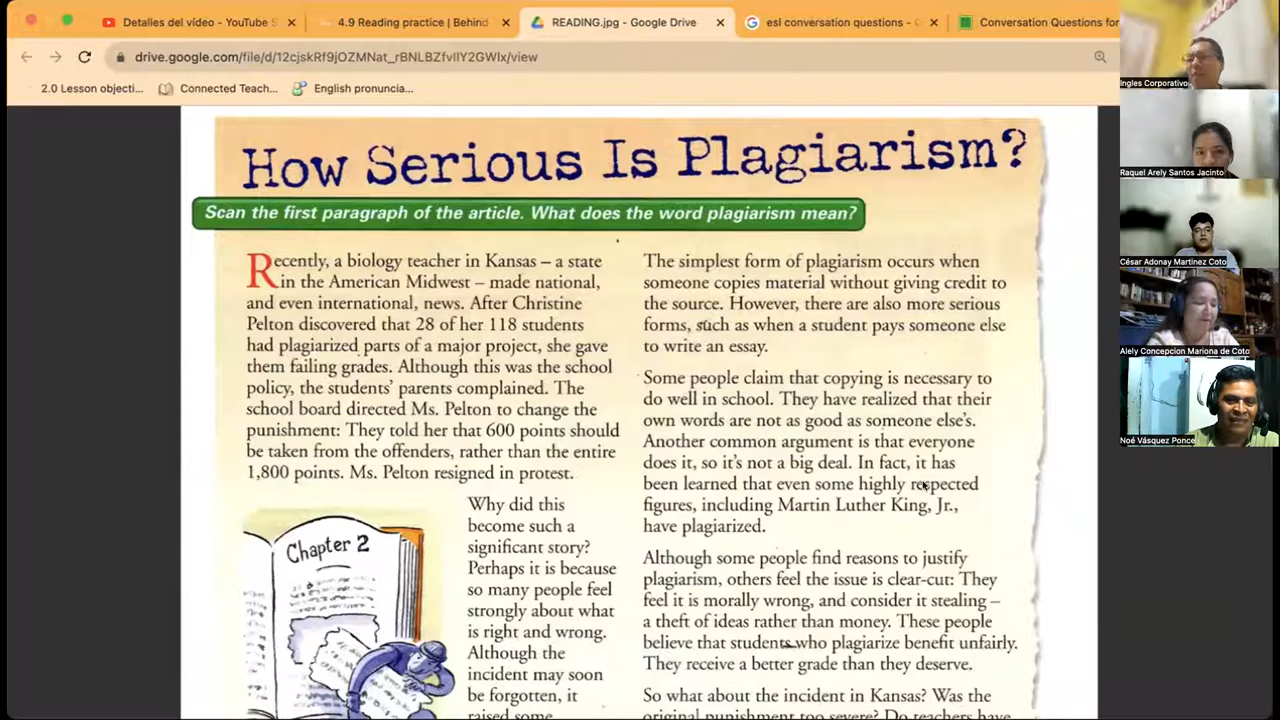 Detalles del vídeo - YouTube S
4.9 Reading practice | Behind
READING.jpg - Google Drive
esl conversation questions -
Conversation Questions for
drive.google.com/file/d/12cjskRf9jOZMNat_rBNLBZfvIIY2GWlx/view
2.0 Lesson objecti...
Connected Teach...
English pronuncia...
How Serious Is Plagiarism?
Scan the first paragraph of the article. What does the word plagiarism mean?
Recently, a biology teacher in Kansas – a state
in the American Midwest – made national,
and even international, news. After Christine
Pelton discovered that 28 of her 118 students
had plagiarized parts of a major project, she gave
them failing grades. Although this was the school
policy, the students' parents complained. The
school board directed Ms. Pelton to change the
punishment: They told her that 600 points should
be taken from the offenders, rather than the entire
1,800 points. Ms. Pelton resigned in protest.
Chapter 2
Why did this
become such a
significant story?
Perhaps it is because
so many people feel
strongly about what
is right and wrong.
Although the
incident may soon
be forgotten, it
raised some
The simplest form of plagiarism occurs when
someone copies material without giving credit to
the source. However, there are also more serious
forms, such as when a student pays someone else
to write an essay.
Some people claim that copying is necessary to
do well in school. They have realized that their
own words are not as good as someone else's.
Another common argument is that everyone
does it, so it's not a big deal. In fact, it has
been learned that even some highly respected
figures, including Martin Luther King, Jr.,
have plagiarized.
Although some people find reasons to justify
plagiarism, others feel the issue is clear-cut: They
feel it is morally wrong, and consider it stealing –
a theft of ideas rather than money. These people
believe that students who plagiarize benefit unfairly.
They receive a better grade than they deserve.
So what about the incident in Kansas? Was the
original punishment too severe? Do teachers have
Ingles Corporativo
Raquel Arely Santos Jacinto
César Adonay Martinez Coto
Alely Concepcion Mariona de Coto
Noé Vásquez Ponce